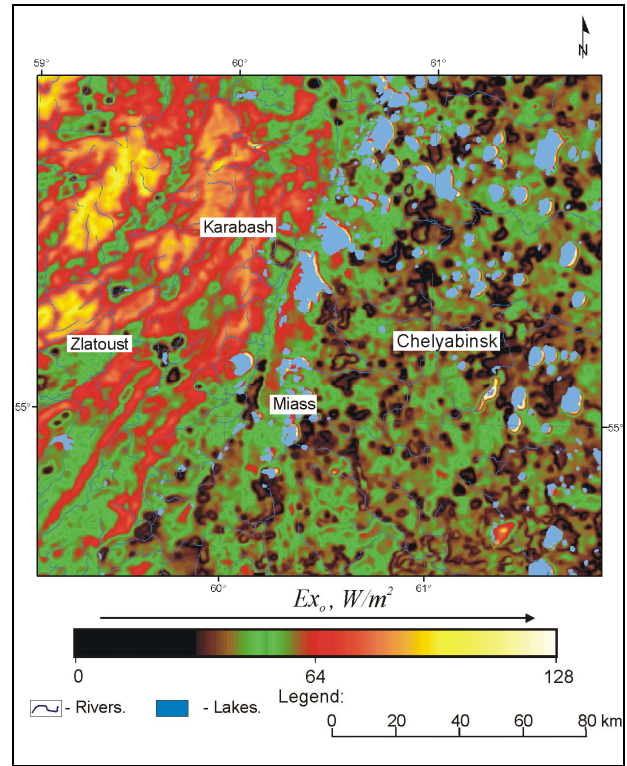 N
59° 60° 61°
Karabash
Zlatoust
Chelyabinsk
Miass
55°
55°
60° 61°
Exo, W/m²
0 64 128
Legend:
- Rivers. - Lakes.
0 20 40 60 80 km